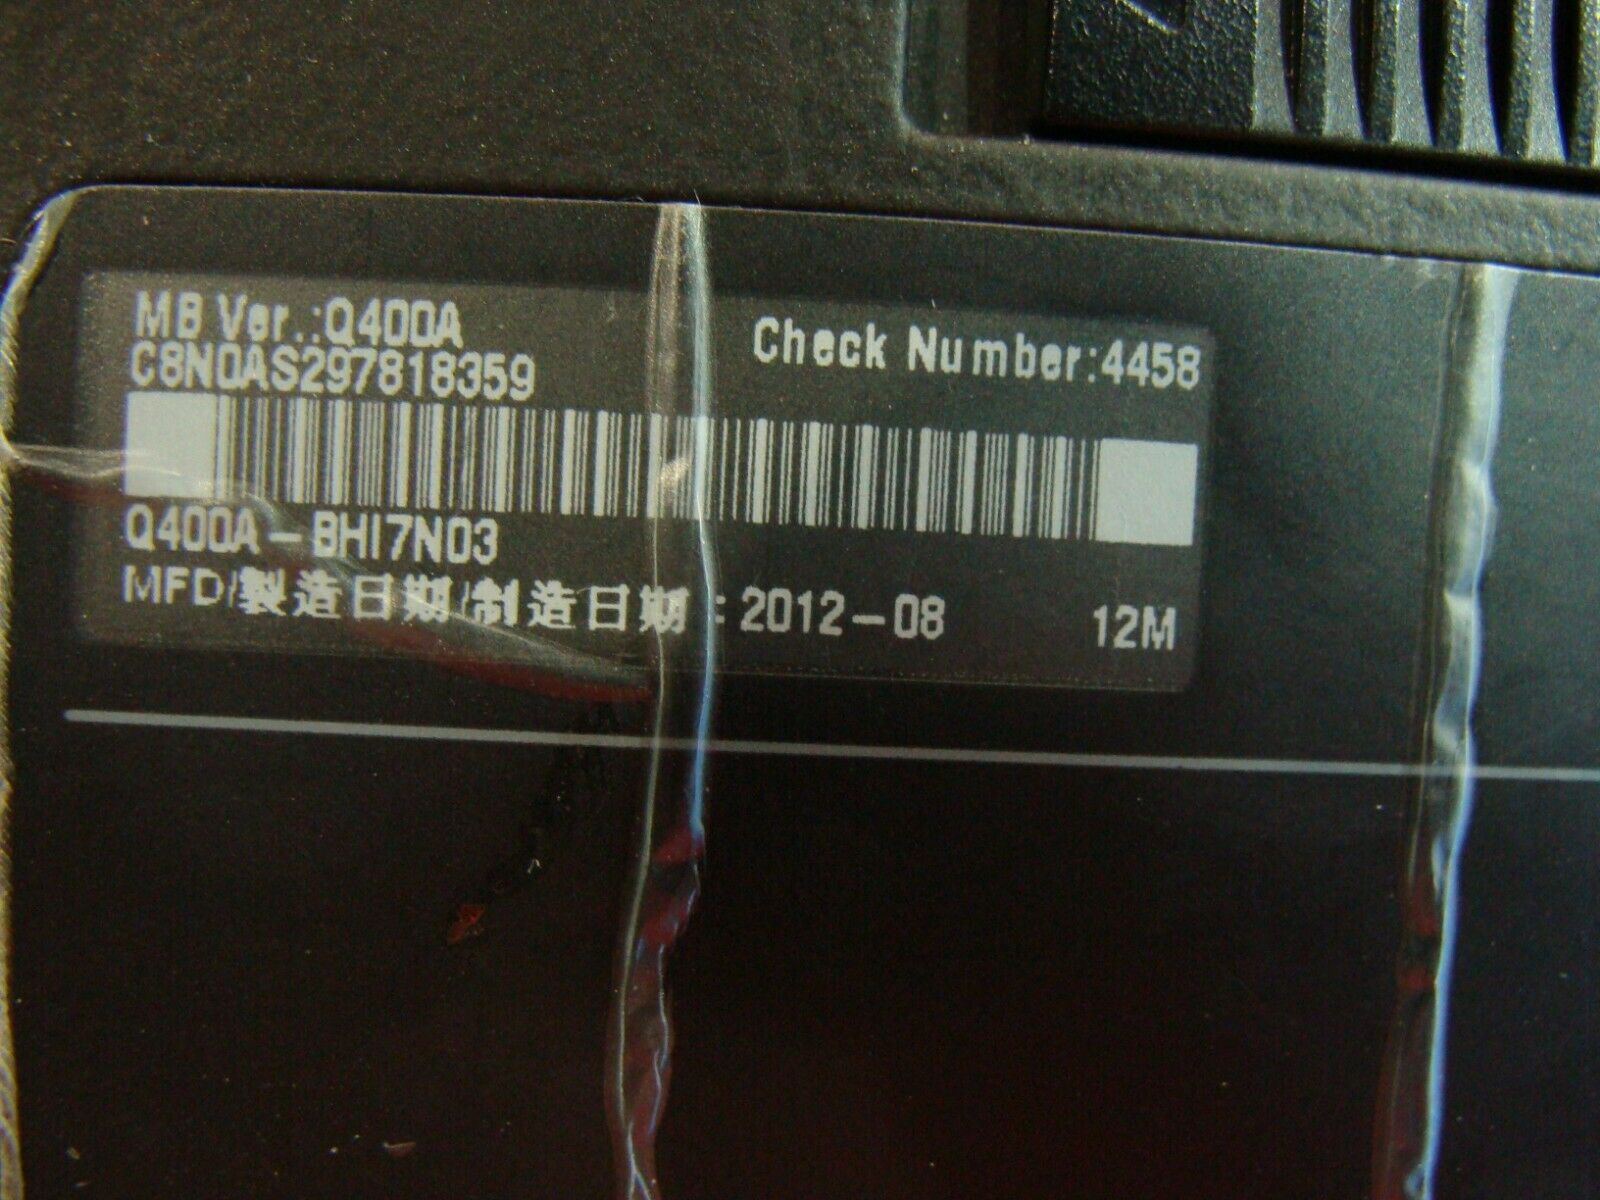 MB Ver.:Q400A
Check Number:4458
C8N0AS297818359
Q400A-BHI7N03
MFD/製造日期/制造日期:2012-08 12M